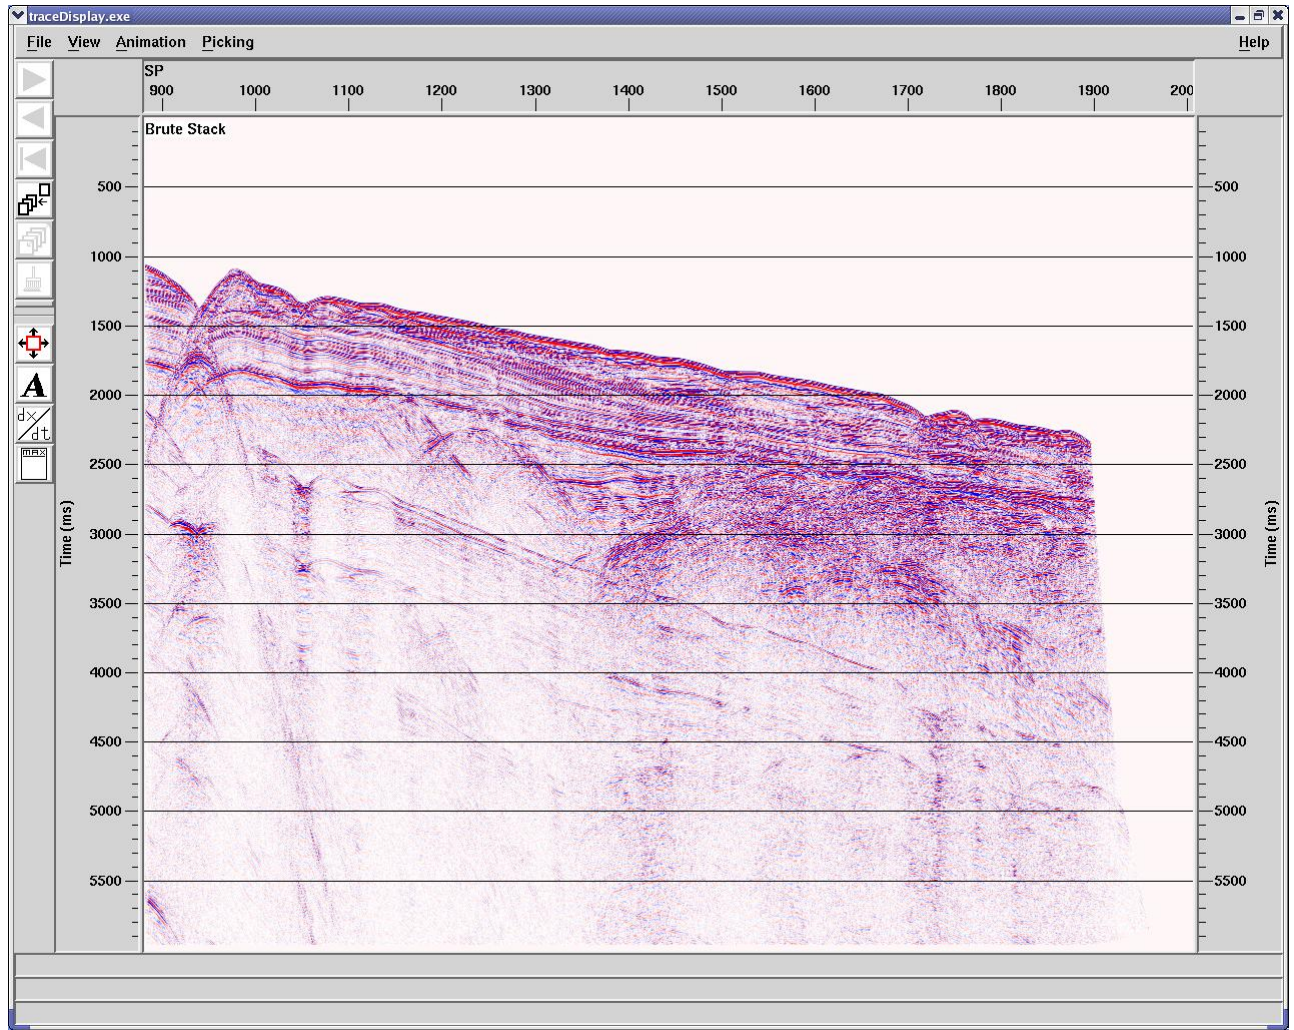 traceDisplay.exe
File View Animation Picking Help
SP
900 1000 1100 1200 1300 1400 1500 1600 1700 1800 1900 200
Brute Stack
500 500
1000 1000
1500 1500
A
2000 2000
dx/dt
max
2500 2500
Time (ms) Time (ms)
3000 3000
3500 3500
4000 4000
4500 4500
5000 5000
5500 5500